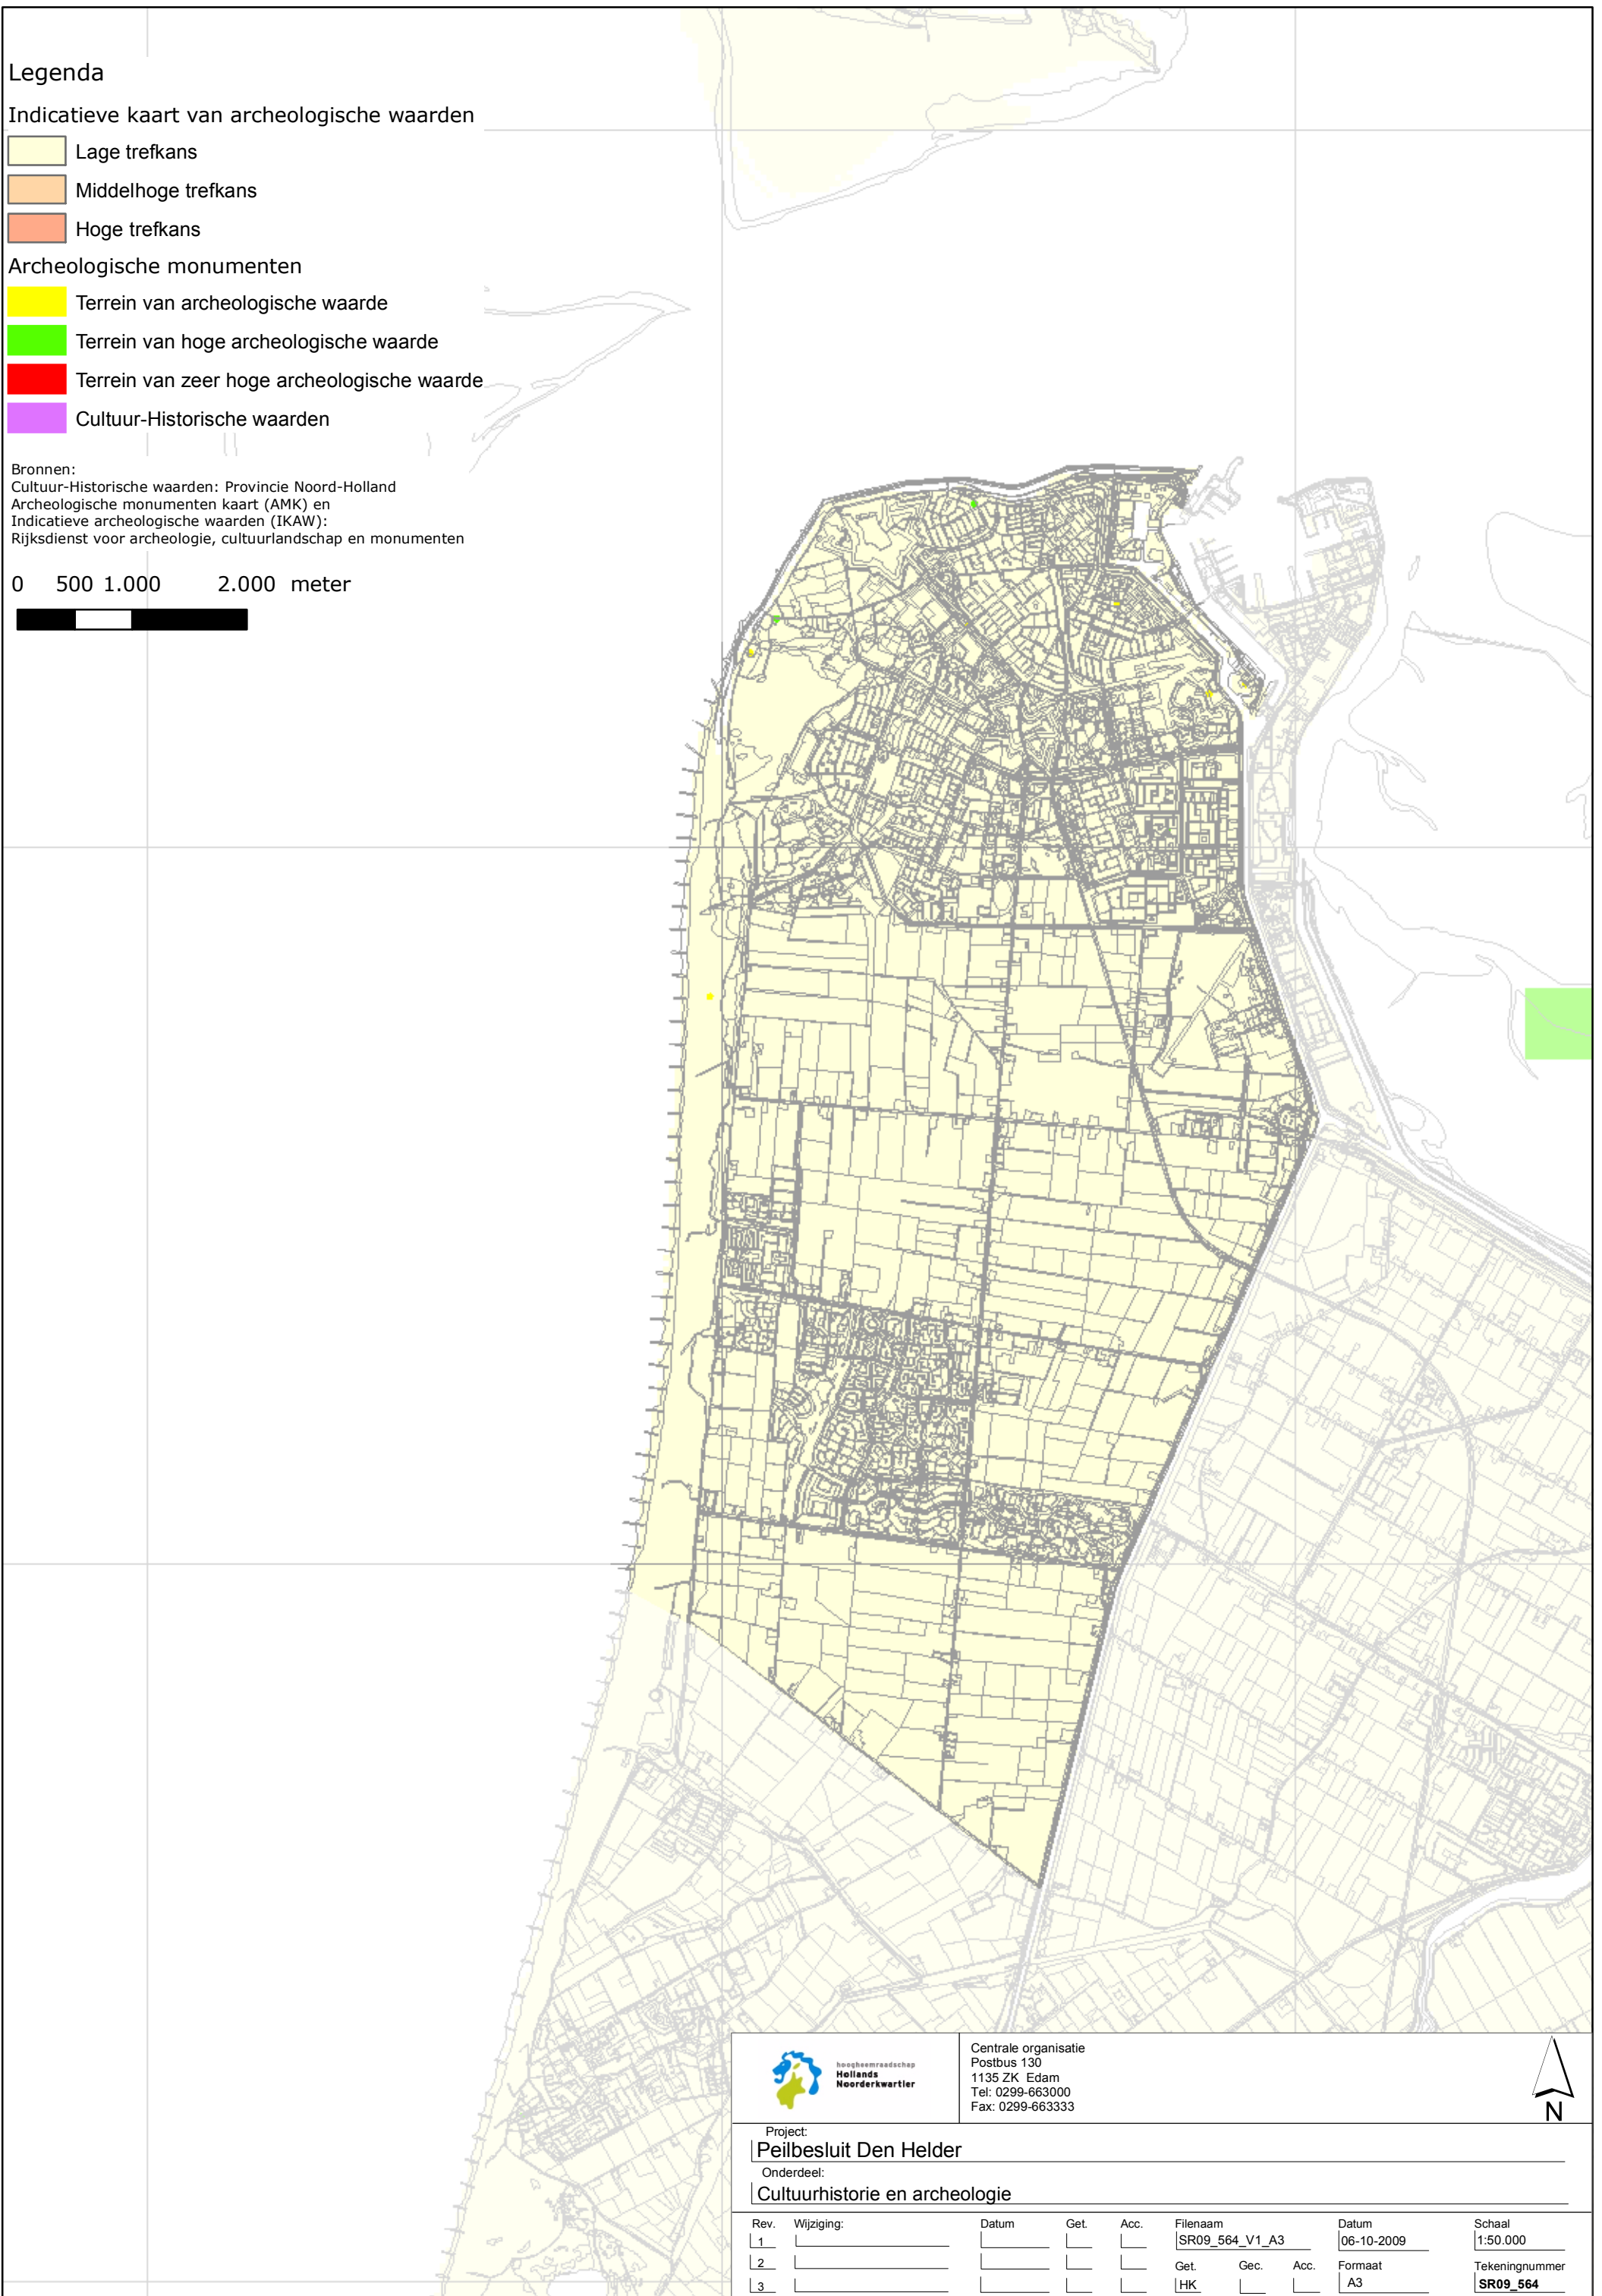 Legenda
Indicatieve kaart van archeologische waarden
Lage trefkans
Middelhoge trefkans
Hoge trefkans
Archeologische monumenten
Terrein van archeologische waarde
Terrein van hoge archeologische waarde
Terrein van zeer hoge archeologische waarde
Cultuur-Historische waarden
Bronnen:
Cultuur-Historische waarden: Provincie Noord-Holland
Archeologische monumenten kaart (AMK) en
Indicatieve archeologische waarden (IKAW):
Rijksdienst voor archeologie, cultuurlandschap en monumenten
0 500 1.000 2.000 meter
hoogheemraadschap
Hollands
Noorderkwartier
Centrale organisatie
Postbus 130
1135 ZK Edam
Tel: 0299-663000
Fax: 0299-663333
N
Project:
Peilbesluit Den Helder
Onderdeel:
Cultuurhistorie en archeologie
Rev. Wijziging: Datum Get. Acc. Filenaam Datum Schaal
1 SR09_564_V1_A3 06-10-2009 1:50.000
2 Get. Gec. Acc. Formaat Tekeningnummer
3 HK A3 SR09_564